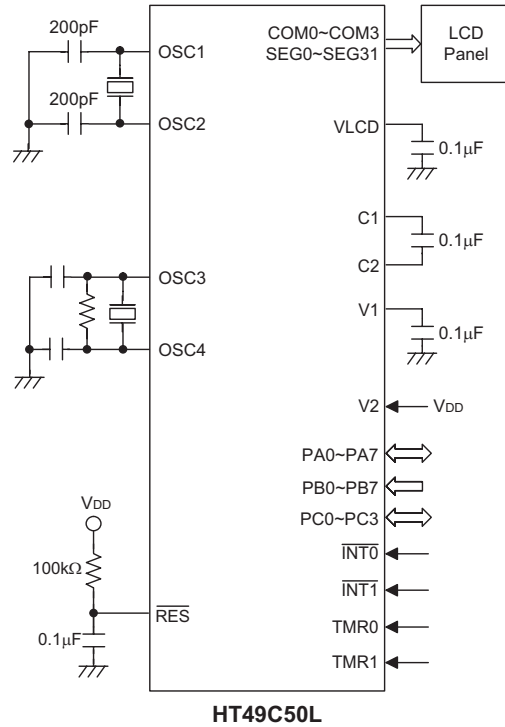 200pF
OSC1
200pF
OSC2
COM0~COM3
SEG0~SEG31
LCD
Panel
VLCD
0.1µF
C1
0.1µF
C2
OSC3
V1
OSC4
0.1µF
V2
VDD
PA0~PA7
PB0~PB7
VDD
PC0~PC3
INT0
100kΩ
INT1
RES
TMR0
0.1µF
TMR1
HT49C50L